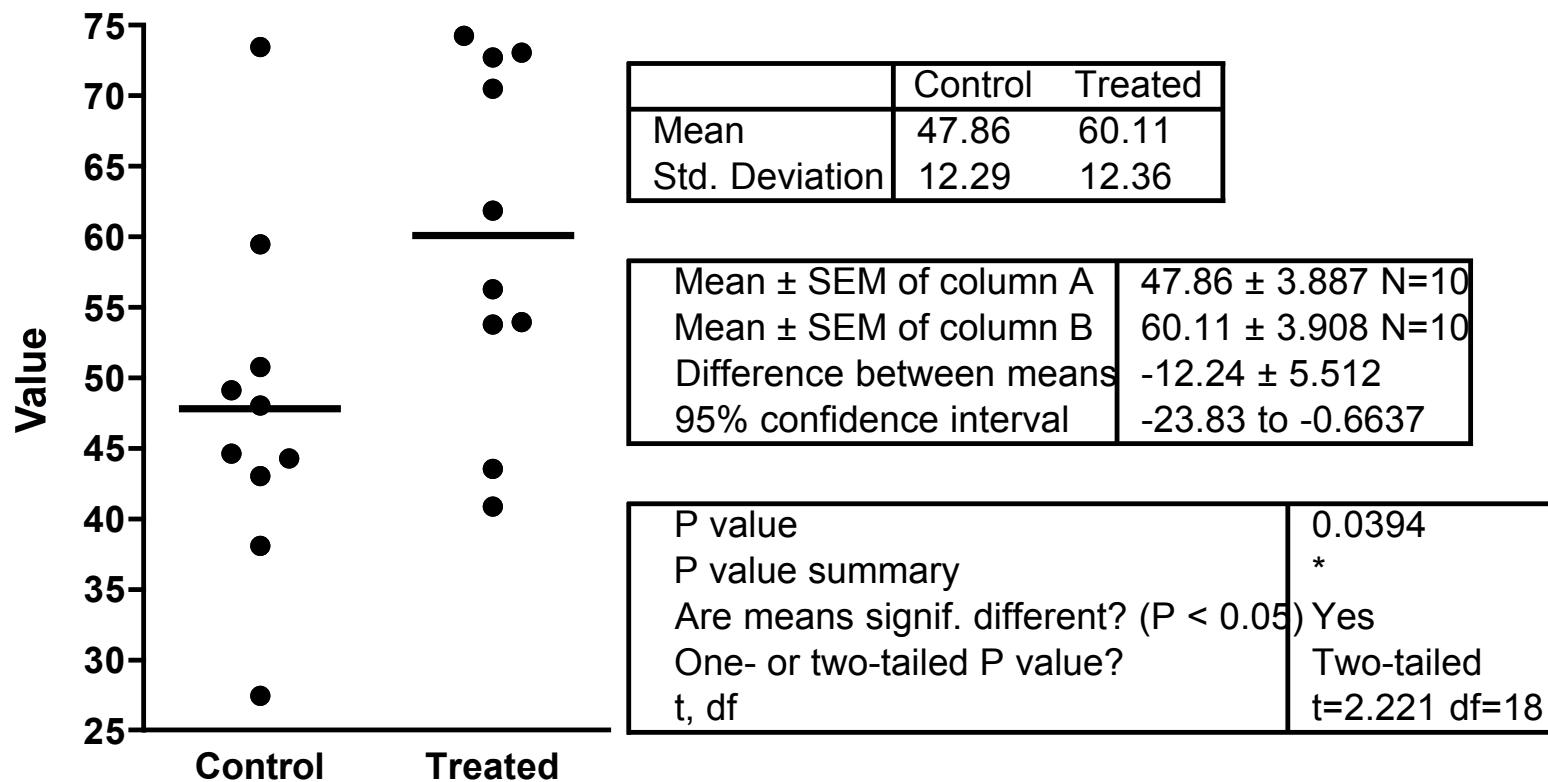 75
70
65
60
55
50
45
40
35
30
25
Value
Control Treated
Control Treated
Mean 47.86 60.11
Std. Deviation 12.29 12.36
Mean ± SEM of column A 47.86 ± 3.887 N=10
Mean ± SEM of column B 60.11 ± 3.908 N=10
Difference between means -12.24 ± 5.512
95% confidence interval -23.83 to -0.6637
P value 0.0394
P value summary *
Are means signif. different? (P < 0.05) Yes
One- or two-tailed P value? Two-tailed
t, df t=2.221 df=18